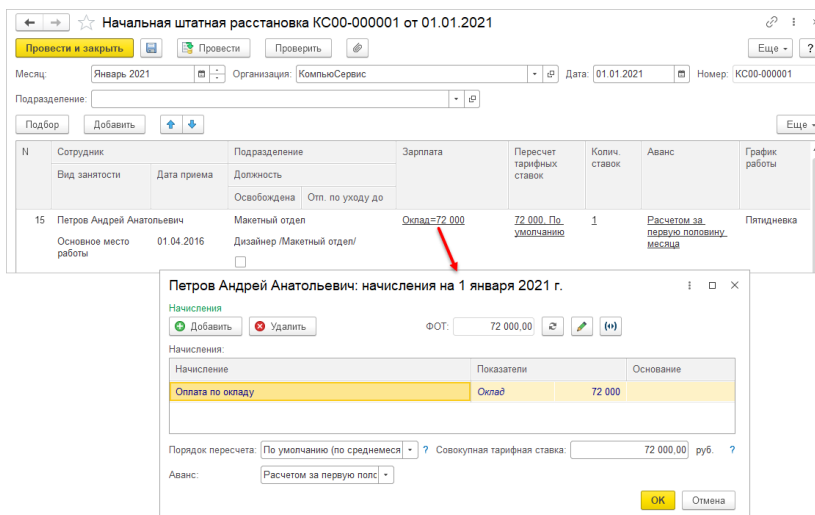 Начальная штатная расстановка КС00-000001 от 01.01.2021
Провести и закрыть Провести Проверить Еще ?
Месяц: Январь 2021 Организация: КомпьюСервис Дата: 01.01.2021 Номер: КС00-000001
Подразделение:
Подбор Добавить Еще
N Сотрудник Подразделение Зарплата Пересчет тарифных ставок Колич. ставок Аванс График работы
Вид занятости Дата приема Должность
Освобождена Отп. по уходу до
15 Петров Андрей Анатольевич Макетный отдел Оклад=72 000 72 000, По умолчанию 1 Расчетом за первую половину месяца Пятидневка
Основное место работы 01.04.2016 Дизайнер /Макетный отдел/
Петров Андрей Анатольевич: начисления на 1 января 2021 г.
Начисления
Добавить Удалить ФОТ: 72 000,00
Начисления:
Начисление Показатели Основание
Оплата по окладу Оклад 72 000
Порядок пересчета: По умолчанию (по среднемеся ? Совокупная тарифная ставка: 72 000,00 руб. ?
Аванс: Расчетом за первую полс
ОК Отмена